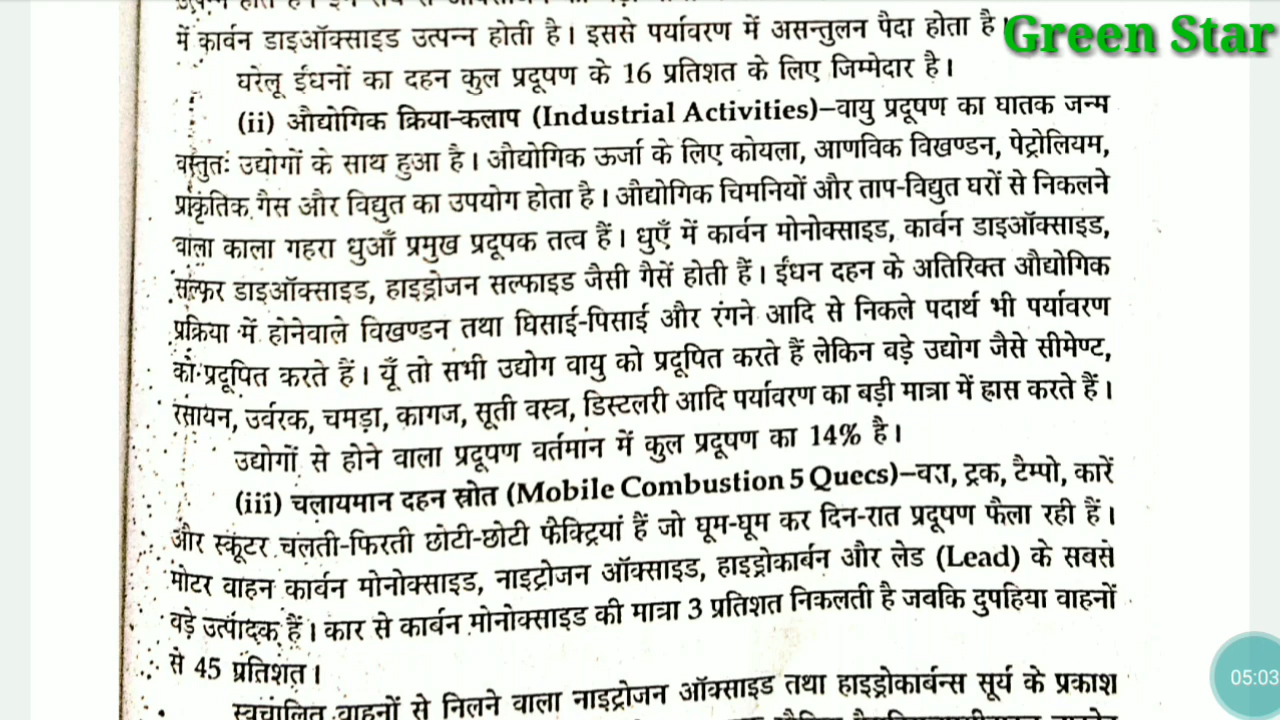 में कार्बन डाइऑक्साइड उत्पन्न होती है। इससे पर्यावरण में असन्तुलन पैदा होता है
Green Star
घरेलू ईंधनों का दहन कुल प्रदूषण के 16 प्रतिशत के लिए जिम्मेदार है।
(ii) औद्योगिक क्रिया-कलाप (Industrial Activities)–वायु प्रदूषण का घातक जन्म
वस्तुतः उद्योगों के साथ हुआ है। औद्योगिक ऊर्जा के लिए कोयला, आणविक विखण्डन, पेट्रोलियम,
प्राकृतिक गैस और विद्युत का उपयोग होता है। औद्योगिक चिमनियों और ताप-विद्युत घरों से निकलने
वाला काला गहरा धुआँ प्रमुख प्रदूषक तत्व हैं। धुएँ में कार्बन मोनोक्साइड, कार्बन डाइऑक्साइड,
सल्फर डाइऑक्साइड, हाइड्रोजन सल्फाइड जैसी गैसें होती हैं। ईंधन दहन के अतिरिक्त औद्योगिक
प्रक्रिया में होनेवाले विखण्डन तथा घिसाई-पिसाई और रंगने आदि से निकले पदार्थ भी पर्यावरण
को प्रदूषित करते हैं। यूँ तो सभी उद्योग वायु को प्रदूषित करते हैं लेकिन बड़े उद्योग जैसे सीमेण्ट,
रसायन, उर्वरक, चमड़ा, कागज, सूती वस्त्र, डिस्टलरी आदि पर्यावरण का बड़ी मात्रा में ह्रास करते हैं।
उद्योगों से होने वाला प्रदूषण वर्तमान में कुल प्रदूषण का 14% है।
(iii) चलायमान दहन स्रोत (Mobile Combustion 5 Quecs)–बस, ट्रक, टैम्पो, कारें
और स्कूटर चलती-फिरती छोटी-छोटी फैक्ट्रियां हैं जो घूम-घूम कर दिन-रात प्रदूषण फैला रही हैं।
मोटर वाहन कार्बन मोनोक्साइड, नाइट्रोजन ऑक्साइड, हाइड्रोकार्बन और लेड (Lead) के सबसे
बड़े उत्पादक हैं। कार से कार्बन मोनोक्साइड की मात्रा 3 प्रतिशत निकलती है जबकि दुपहिया वाहनों
से 45 प्रतिशत।
05:03
स्वचालित वाहनों से निलने वाला नाइट्रोजन ऑक्साइड तथा हाइड्रोकार्बन्स सूर्य के प्रकाश